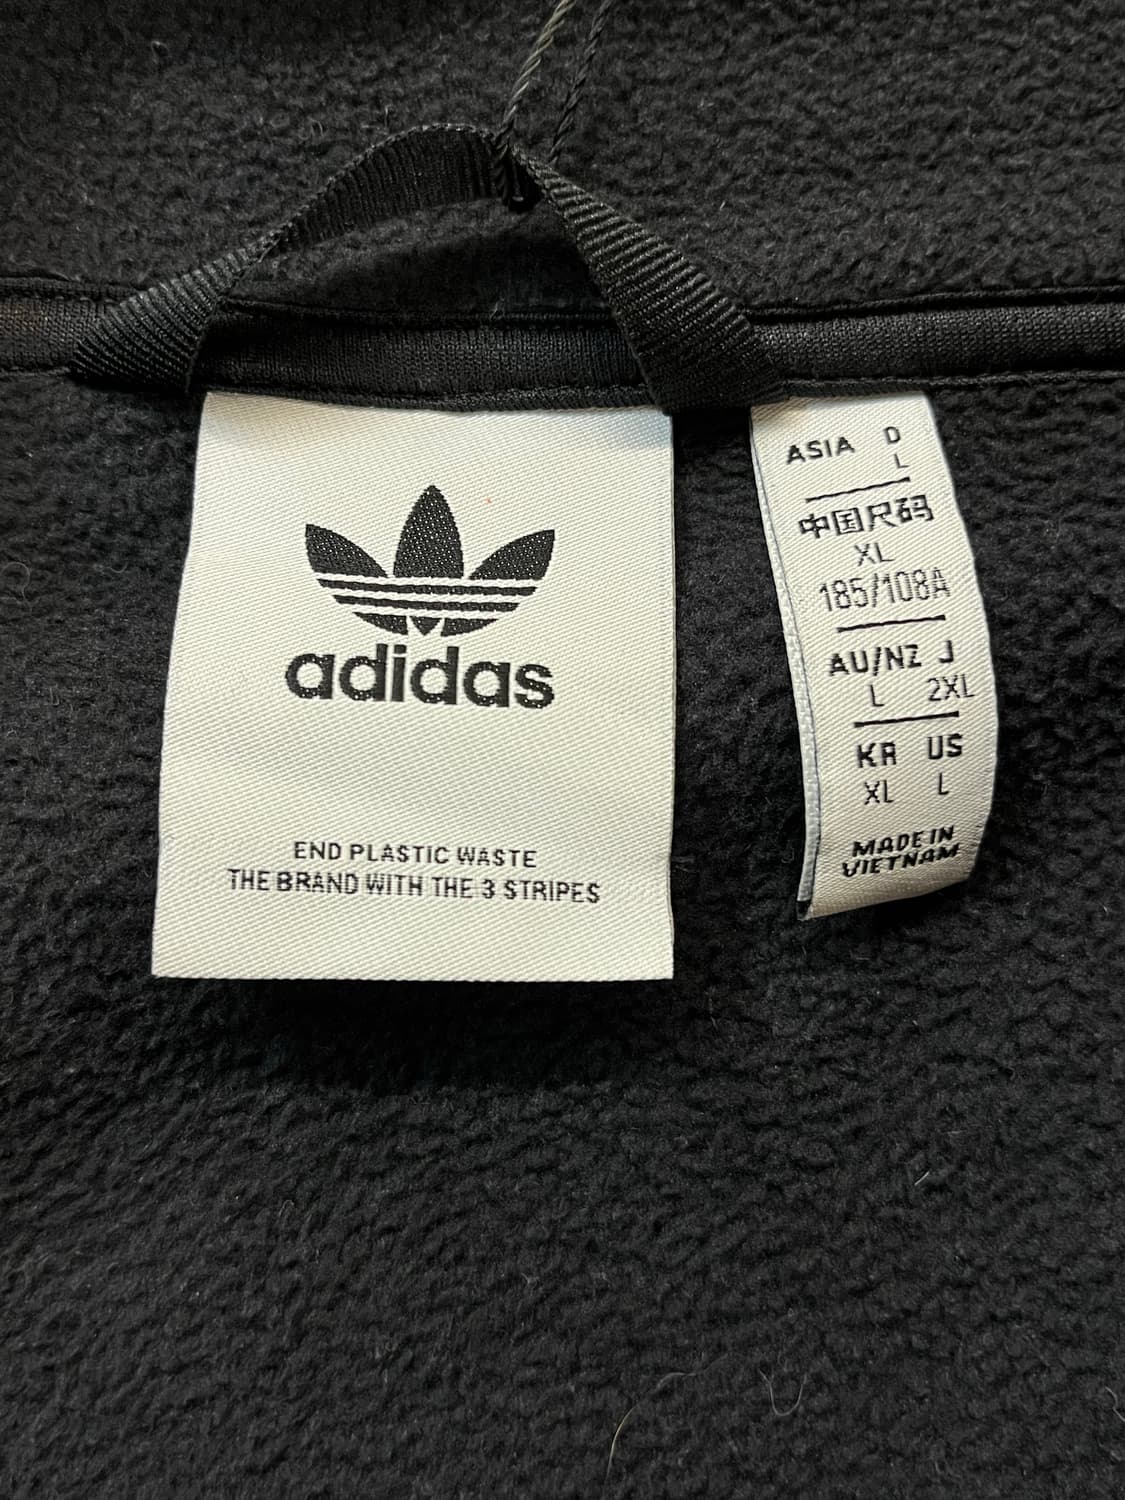 adidas
END PLASTIC WASTE
THE BRAND WITH THE 3 STRIPES
ASIA D
L
中国尺码
XL
185/108A
AU/NZ J
L 2XL
KR US
XL L
MADE IN
VIETNAM